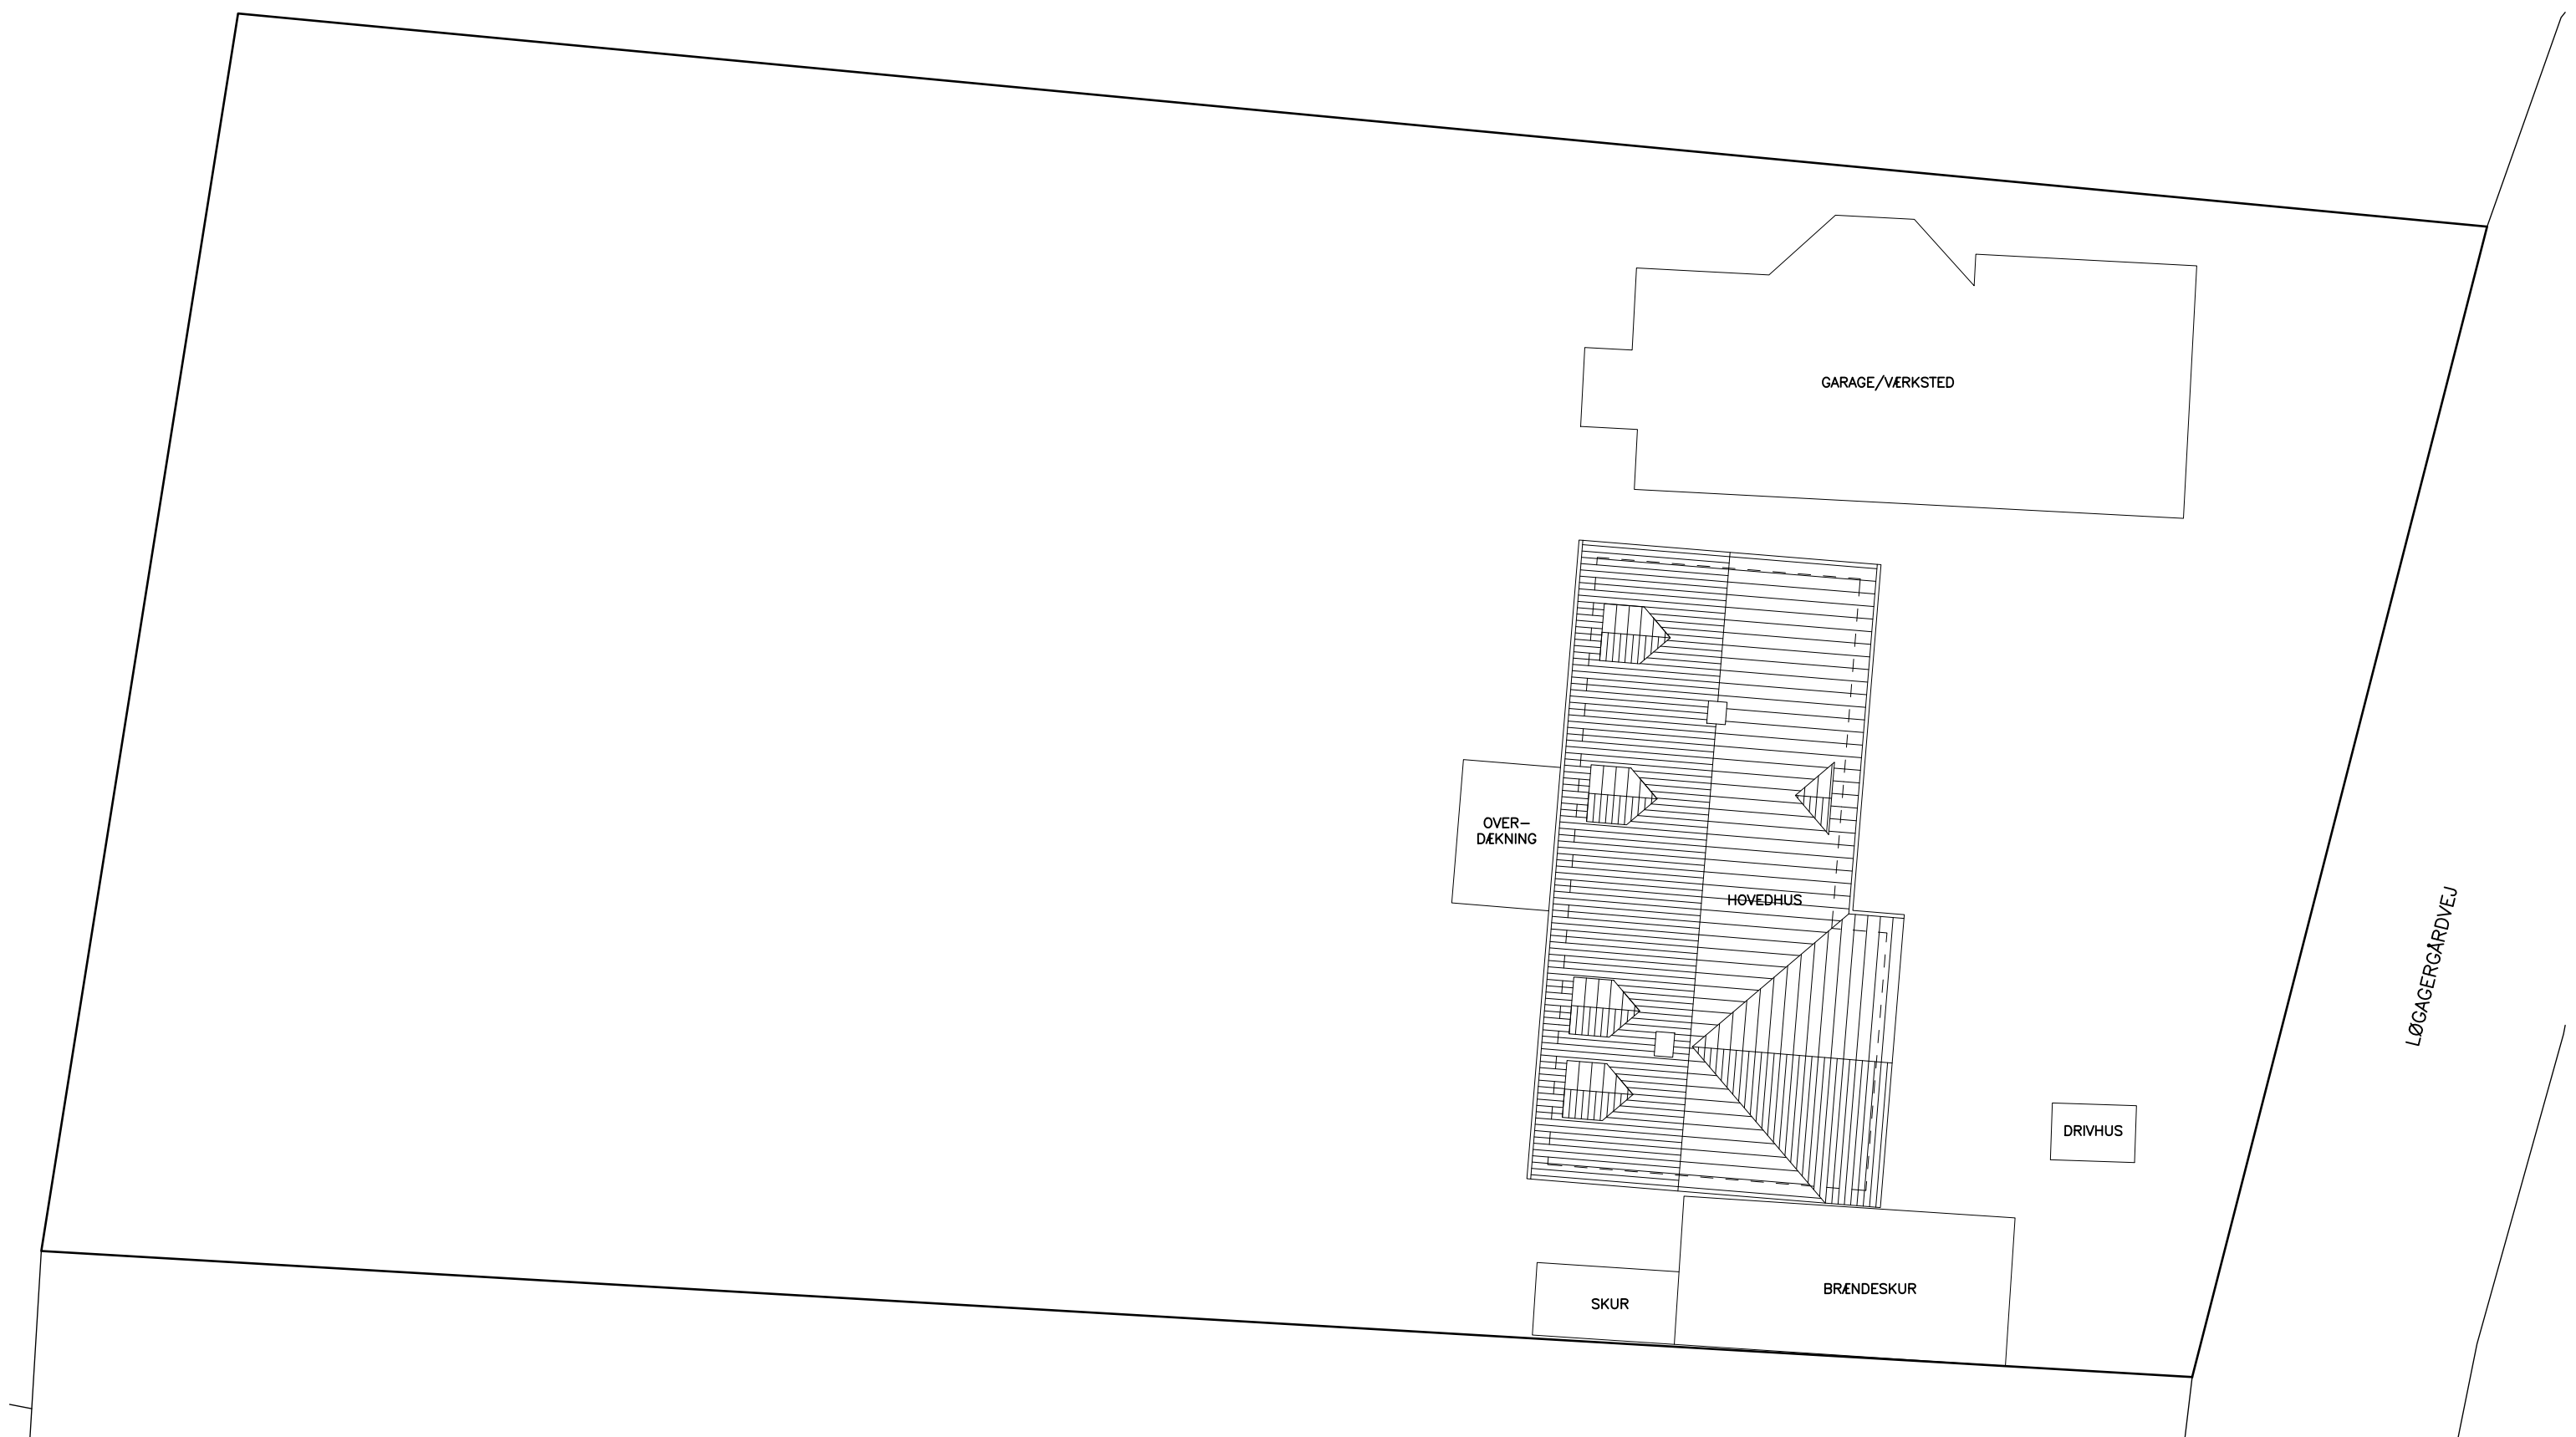 GARAGE/VÆRKSTED
OVER–
DÆKNING
HOVEDHUS
LØGAGERGÅRDVEJ
DRIVHUS
BRÆNDESKUR
SKUR